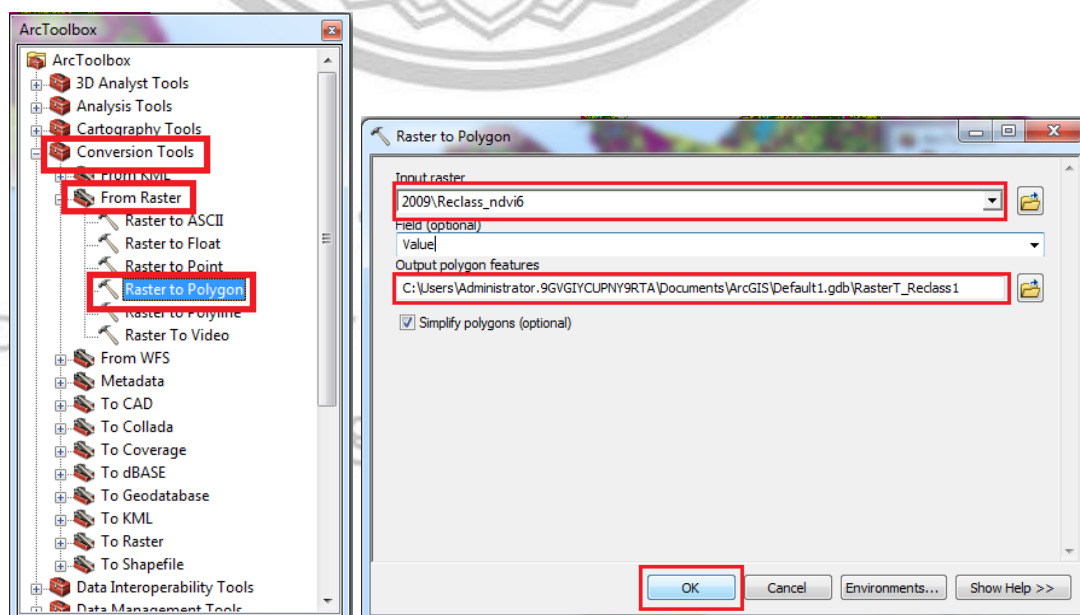 ArcToolbox
ArcToolbox
3D Analyst Tools
Analysis Tools
Cartography Tools
Conversion Tools
From KML
From Raster
Raster to ASCII
Raster to Float
Raster to Point
Raster to Polygon
Raster to Polyline
Raster To Video
From WFS
Metadata
To CAD
To Collada
To Coverage
To dBASE
To Geodatabase
To KML
To Raster
To Shapefile
Data Interoperability Tools
Data Management Tools
Raster to Polygon
Input raster
2009\Reclass_ndvi6
Field (optional)
Value
Output polygon features
C:\Users\Administrator.9GVGIYCUPNY9RTA\Documents\ArcGIS\Default1.gdb\RasterT_Reclass1
Simplify polygons (optional)
OK
Cancel
Environments...
Show Help >>